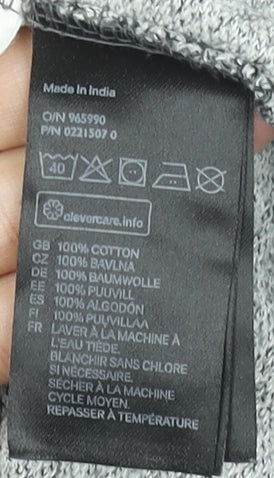 Made in India
O/N 965990
P/N 0221507 0
40
clevercare.info
GB 100% COTTON
CZ 100% BAVLNA
DE 100% BAUMWOLLE
EE 100% PUUVILL
ES 100% ALGODÓN
FI 100% PUUVILLAA
FR LAVER À LA MACHINE À
L'EAU TIÈDE.
BLANCHIR SANS CHLORE
SI NÉCESSAIRE.
SÉCHER À LA MACHINE
CYCLE MOYEN.
REPASSER À TEMPÉRATURE